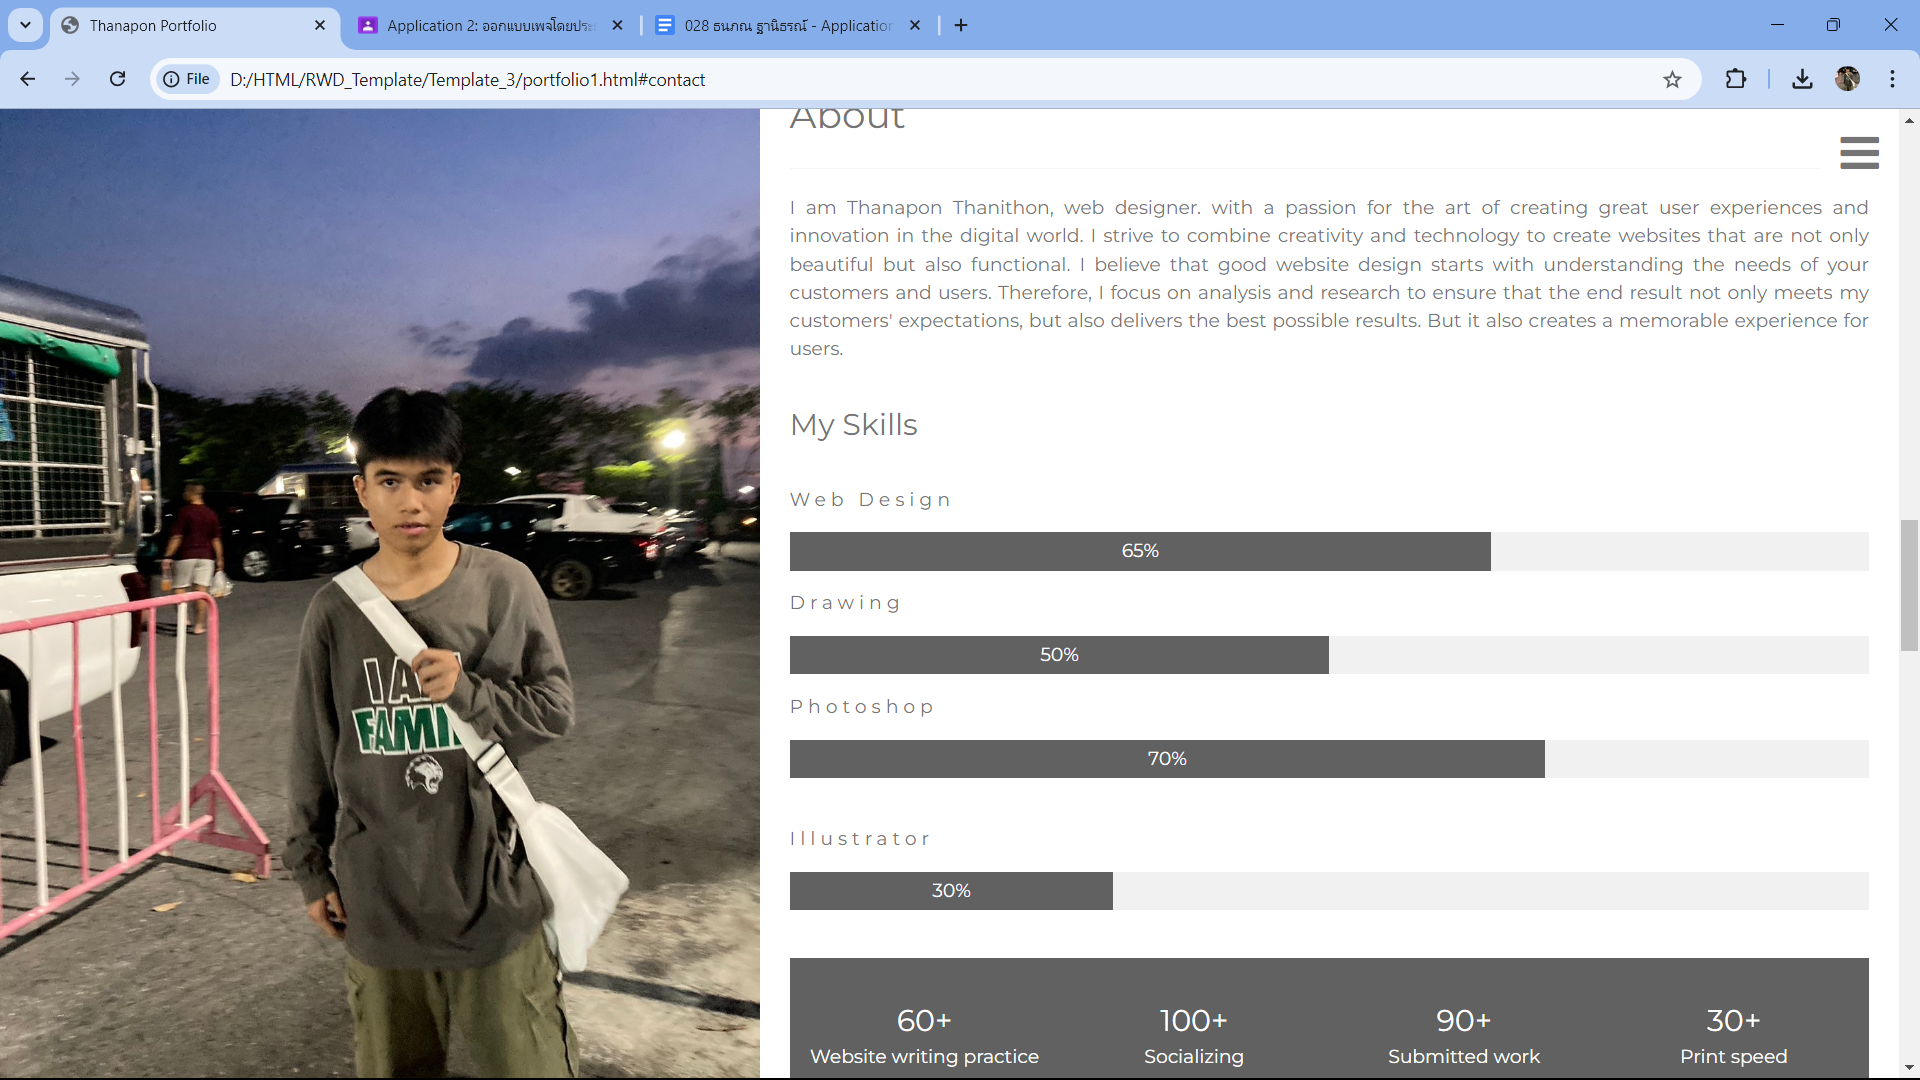 Thanapon Portfolio
Application 2: ออกแบบเพจโดยประ
028 ธนภณ ฐานิธรณ์ - Application
File
D:/HTML/RWD_Template/Template_3/portfolio1.html#contact
About
I am Thanapon Thanithon, web designer. with a passion for the art of creating great user experiences and
innovation in the digital world. I strive to combine creativity and technology to create websites that are not only
beautiful but also functional. I believe that good website design starts with understanding the needs of your
customers and users. Therefore, I focus on analysis and research to ensure that the end result not only meets my
customers' expectations, but also delivers the best possible results. But it also creates a memorable experience for
users.
My Skills
Web Design
65%
Drawing
50%
Photoshop
70%
Illustrator
30%
60+
Website writing practice
100+
Socializing
90+
Submitted work
30+
Print speed
I A
FAMI